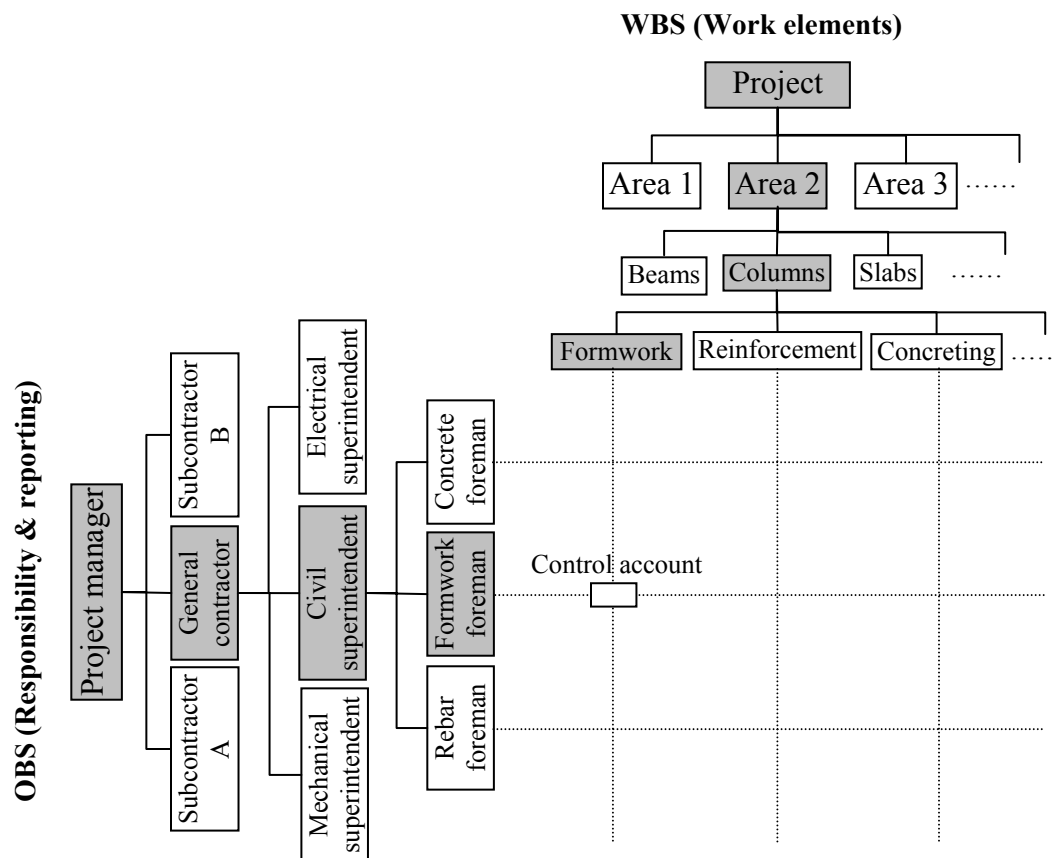 WBS (Work elements)
Project
Area 1
Area 2
Area 3
......
Beams
Columns
Slabs
......
Formwork
Reinforcement
Concreting
.....
OBS (Responsibility & reporting)
Project manager
Subcontractor
B
General
contractor
Subcontractor
A
Electrical
superintendent
Civil
superintendent
Mechanical
superintendent
Concrete
foreman
Formwork
foreman
Rebar
foreman
Control account